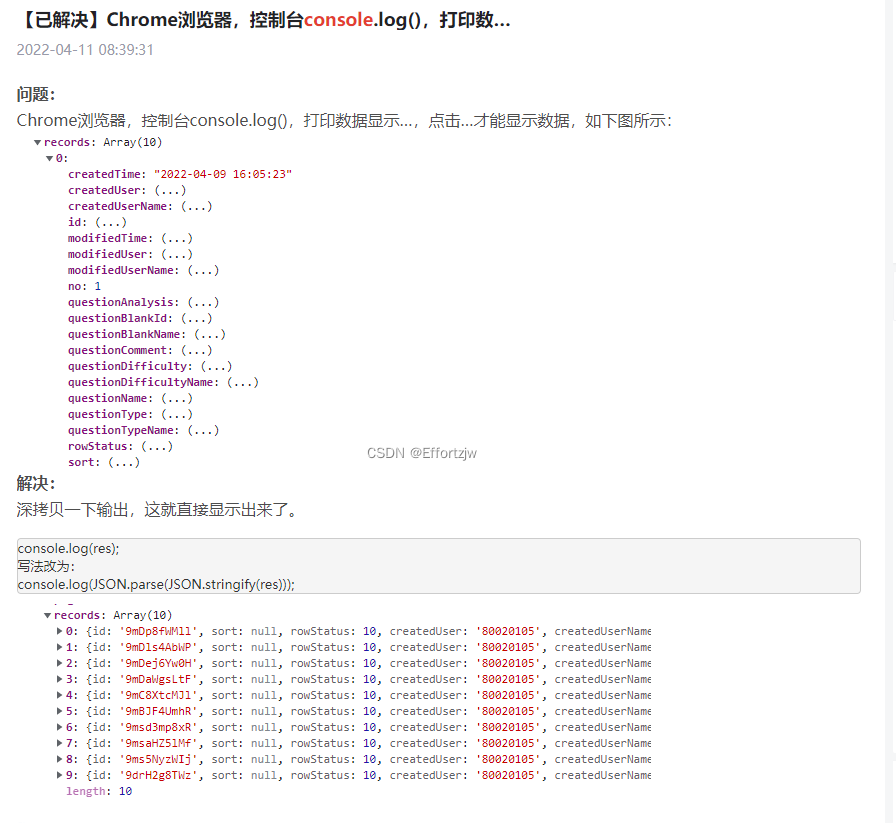 【已解决】Chrome浏览器，控制台console.log()，打印数...
2022-04-11 08:39:31
问题：
Chrome浏览器，控制台console.log()，打印数据显示...，点击...才能显示数据，如下图所示：
▼records: Array(10)
▼0:
createdTime: "2022-04-09 16:05:23"
createdUser: (...)
createdUserName: (...)
id: (...)
modifiedTime: (...)
modifiedUser: (...)
modifiedUserName: (...)
no: 1
questionAnalysis: (...)
questionBlankId: (...)
questionBlankName: (...)
questionComment: (...)
questionDifficulty: (...)
questionDifficultyName: (...)
questionName: (...)
questionType: (...)
questionTypeName: (...)
rowStatus: (...)
CSDN @Effortzjw
sort: (...)
解决：
深拷贝一下输出，这就直接显示出来了。
console.log(res);
写法改为：
console.log(JSON.parse(JSON.stringify(res)));
▼records: Array(10)
▶0: {id: '9mDp8fWMll', sort: null, rowStatus: 10, createdUser: '80020105', createdUserName
▶1: {id: '9mDls4AbWP', sort: null, rowStatus: 10, createdUser: '80020105', createdUserName
▶2: {id: '9mDej6Yw0H', sort: null, rowStatus: 10, createdUser: '80020105', createdUserName
▶3: {id: '9mDaWgsLtF', sort: null, rowStatus: 10, createdUser: '80020105', createdUserName
▶4: {id: '9mC8XtcMJl', sort: null, rowStatus: 10, createdUser: '80020105', createdUserName
▶5: {id: '9mBJF4UmhR', sort: null, rowStatus: 10, createdUser: '80020105', createdUserName
▶6: {id: '9msd3mp8xR', sort: null, rowStatus: 10, createdUser: '80020105', createdUserName
▶7: {id: '9msaHZ5lMf', sort: null, rowStatus: 10, createdUser: '80020105', createdUserName
▶8: {id: '9ms5NyzWIj', sort: null, rowStatus: 10, createdUser: '80020105', createdUserName
▶9: {id: '9drH2g8TWz', sort: null, rowStatus: 10, createdUser: '80020105', createdUserName
length: 10